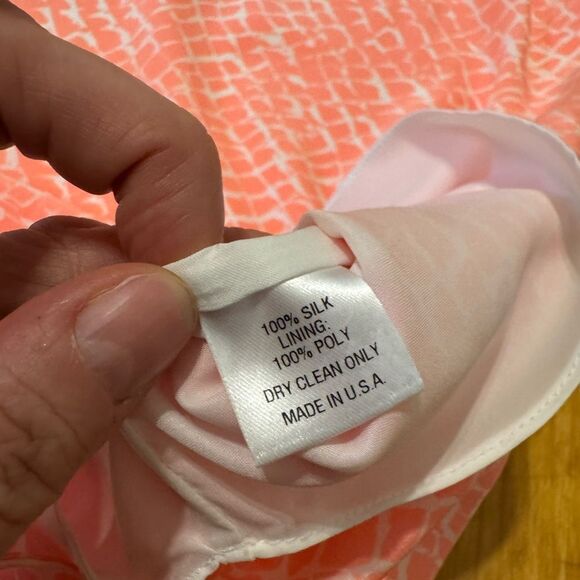 100% SILK
LINING:
100% POLY
DRY CLEAN ONLY
MADE IN U.S.A.